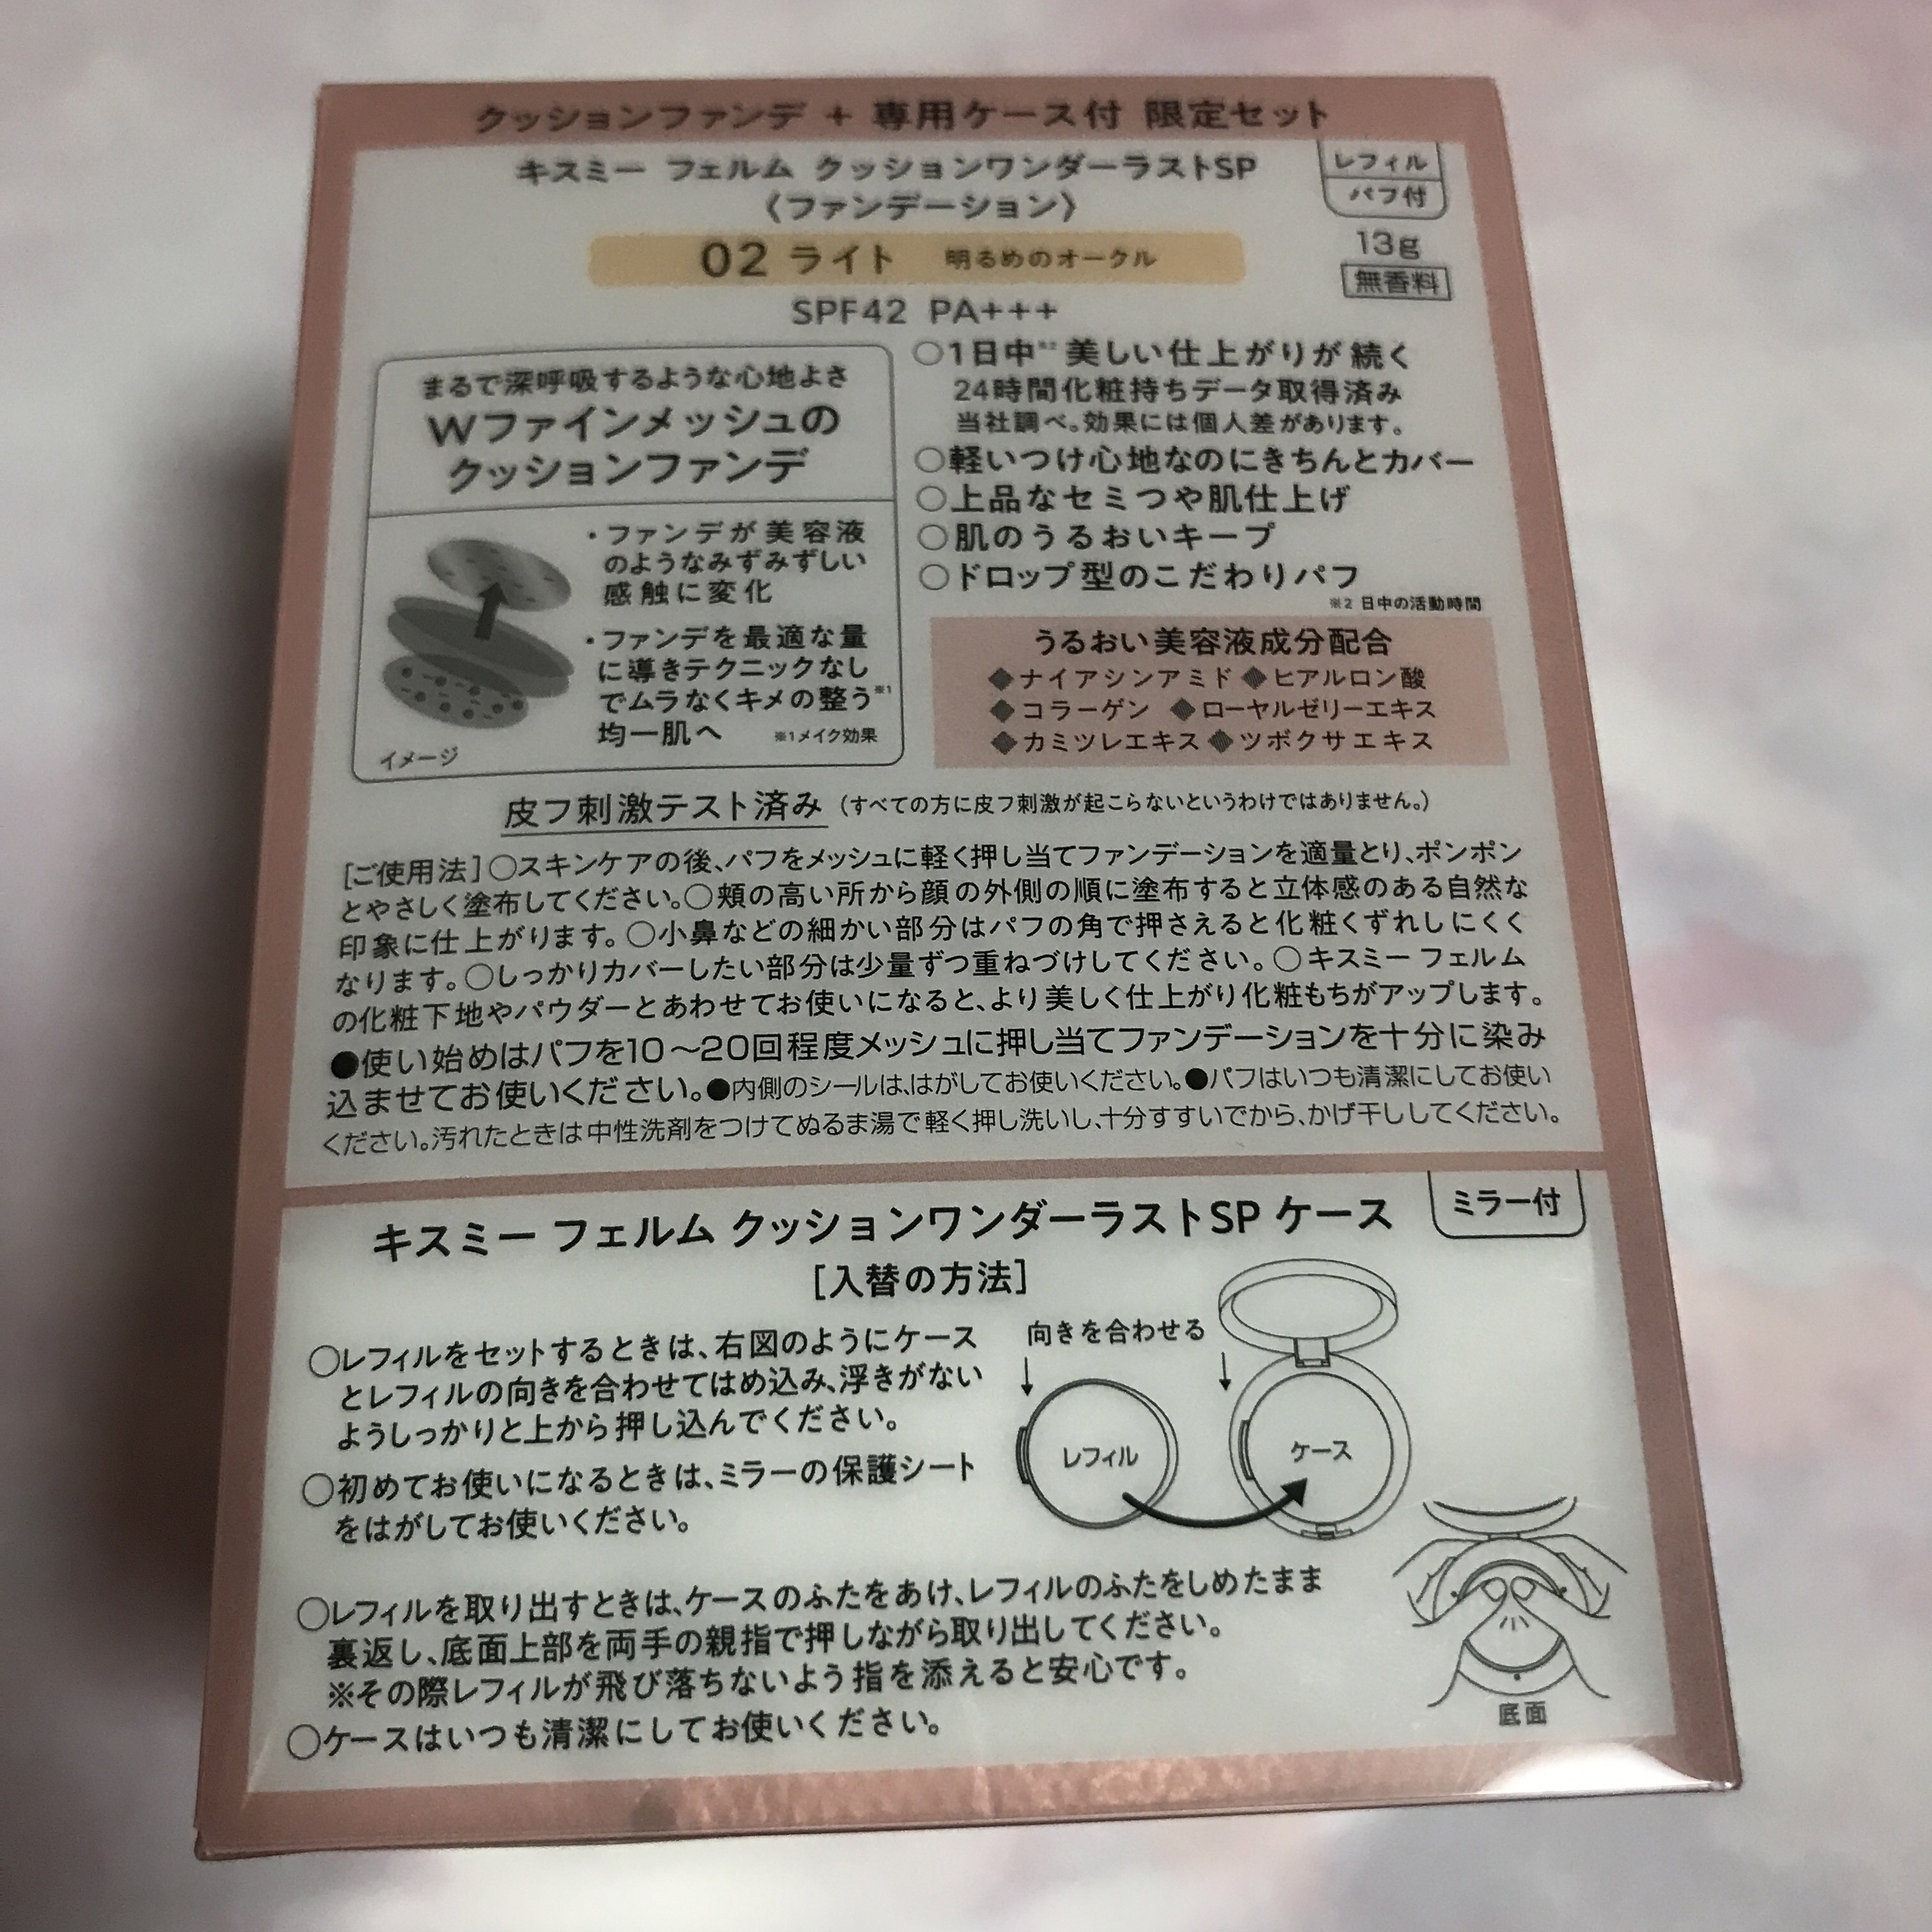 クッションファンデ + 専用ケース付 限定セット
キスミー フェルム クッションワンダーラストSP
〈ファンデーション〉
レフィル
パフ付
02 ライト 明るめのオークル
13g
無香料
SPF42 PA+++
まるで深呼吸するような心地よさ
Wファインメッシュの
クッションファンデ
・ファンデが美容液
のようなみずみずしい
感触に変化
・ファンデを最適な量
に導きテクニックなし
でムラなくキメの整う※1
均一肌へ ※1メイク効果
イメージ
○1日中※2 美しい仕上がりが続く
24時間化粧持ちデータ取得済み
当社調べ。効果には個人差があります。
○軽いつけ心地なのにきちんとカバー
○上品なセミつや肌仕上げ
○肌のうるおいキープ
○ドロップ型のこだわりパフ
※2 日中の活動時間
うるおい美容液成分配合
◆ナイアシンアミド ◆ヒアルロン酸
◆コラーゲン ◆ローヤルゼリーエキス
◆カミツレエキス ◆ツボクサエキス
皮フ刺激テスト済み (すべての方に皮フ刺激が起こらないというわけではありません。)
[ご使用法]○スキンケアの後、パフをメッシュに軽く押し当てファンデーションを適量とり、ポンポン
とやさしく塗布してください。○頬の高い所から顔の外側の順に塗布すると立体感のある自然な
印象に仕上がります。○小鼻などの細かい部分はパフの角で押さえると化粧くずれしにくく
なります。○しっかりカバーしたい部分は少量ずつ重ねづけしてください。○キスミー フェルム
の化粧下地やパウダーとあわせてお使いになると、より美しく仕上がり化粧もちがアップします。
●使い始めはパフを10～20回程度メッシュに押し当てファンデーションを十分に染み
込ませてお使いください。●内側のシールは、はがしてお使いください。●パフはいつも清潔にしてお使い
ください。汚れたときは中性洗剤をつけてぬるま湯で軽く押し洗いし、十分すすいでから、かげ干ししてください。
キスミー フェルム クッションワンダーラストSP ケース
ミラー付
[入替の方法]
○レフィルをセットするときは、右図のようにケース
とレフィルの向きを合わせてはめ込み、浮きがない
ようしっかりと上から押し込んでください。
○初めてお使いになるときは、ミラーの保護シート
をはがしてお使いください。
向きを合わせる
レフィル
ケース
○レフィルを取り出すときは、ケースのふたをあけ、レフィルのふたをしめたまま
裏返し、底面上部を両手の親指で押しながら取り出してください。
※その際レフィルが飛び落ちないよう指を添えると安心です。
○ケースはいつも清潔にしてお使いください。
底面